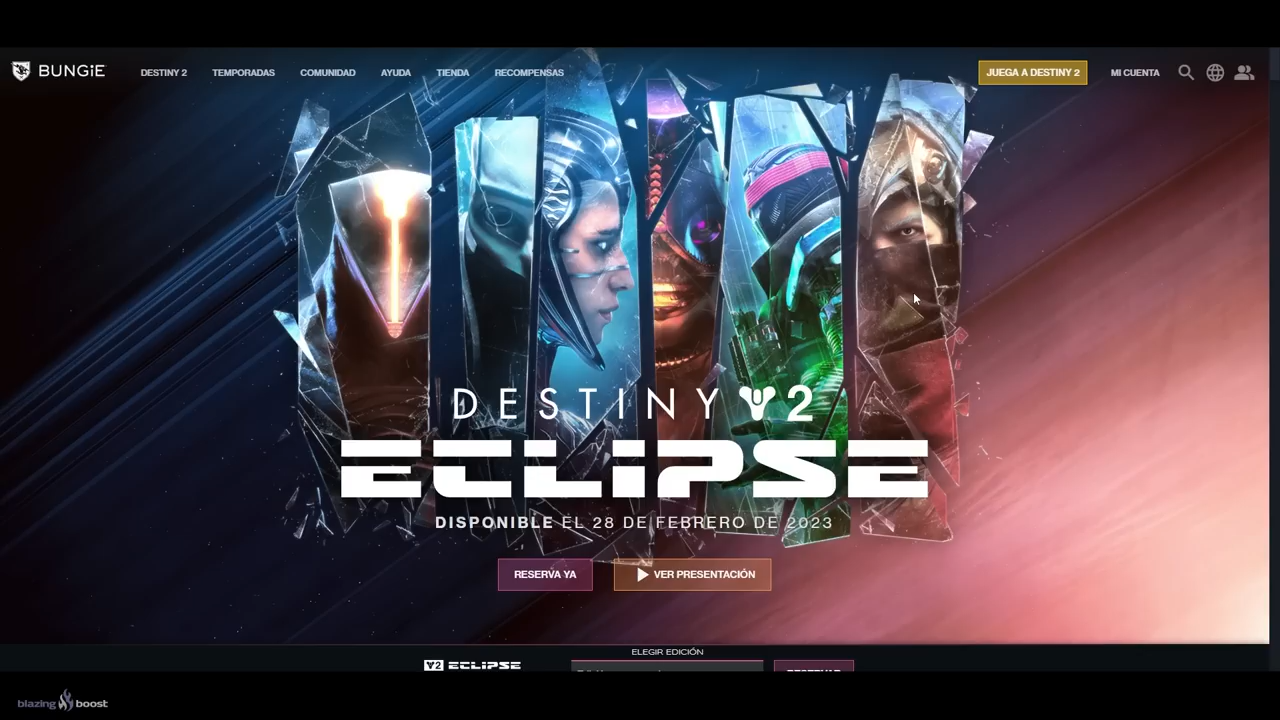 BUNGiE DESTINY 2 TEMPORADAS COMUNIDAD AYUDA TIENDA RECOMPENSAS JUEGA A DESTINY 2 MI CUENTA
DESTINY 2
ECLIPSE
DISPONIBLE EL 28 DE FEBRERO DE 2023
RESERVA YA VER PRESENTACIÓN
ELEGIR EDICIÓN
2 ECLIPSE
blazing boost